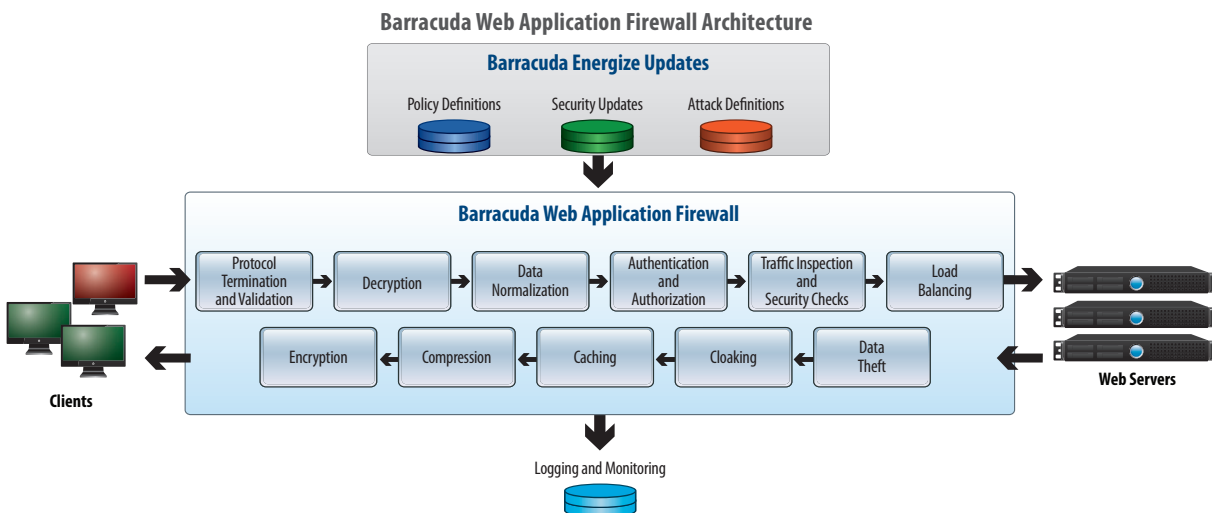 Barracuda Web Application Firewall Architecture
Barracuda Energize Updates
Policy Definitions
Security Updates
Attack Definitions
Barracuda Web Application Firewall
Protocol
Termination
and Validation
Decryption
Data
Normalization
Authentication
and
Authorization
Traffic Inspection
and
Security Checks
Load
Balancing
Encryption
Compression
Caching
Cloaking
Data
Theft
Clients
Web Servers
Logging and Monitoring